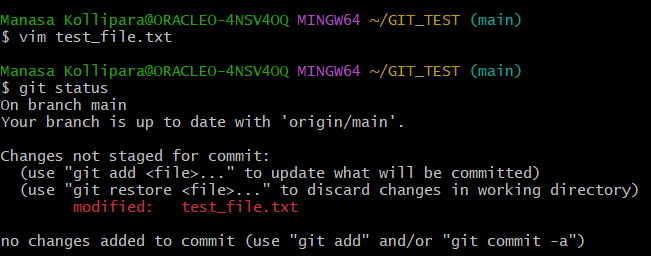 Manasa Kollipara@ORACLEO-4NSV4OQ MINGW64 ~/GIT_TEST (main)
$ vim test_file.txt

Manasa Kollipara@ORACLEO-4NSV4OQ MINGW64 ~/GIT_TEST (main)
$ git status
On branch main
Your branch is up to date with 'origin/main'.

Changes not staged for commit:
  (use "git add <file>..." to update what will be committed)
  (use "git restore <file>..." to discard changes in working directory)
        modified:   test_file.txt

no changes added to commit (use "git add" and/or "git commit -a")